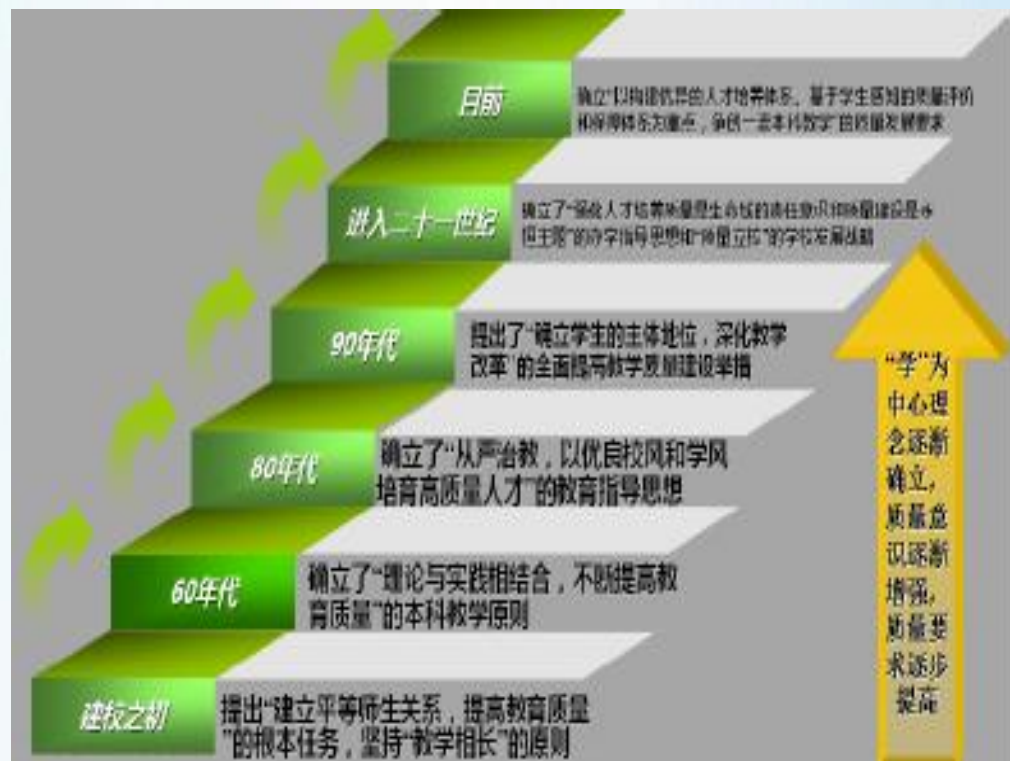 目前
确立"以构建优异的人才培养体系、基于学生感知的质量评价
和保障体系为重点，争创一流本科教学"的质量发展要求
进入二十一世纪
确立了"强化人才培养质量是生命线的责任意识和质量建设是永
恒主题"的办学指导思想和"质量立校"的学校发展战略
90年代
提出了"确立学生的主体地位，深化教学
改革"的全面提高教学质量建设举措
80年代
确立了"从严治教，以优良校风和学风
培育高质量人才"的教育指导思想
60年代
确立了"理论与实践相结合，不断提高教
育质量"的本科教学原则
建校之初
提出"建立平等师生关系，提高教育质量
"的根本任务，坚持"教学相长"的原则
"学"为
中心理
念逐渐
确立，
质量意
识逐渐
增强，
质量要
求逐步
提高